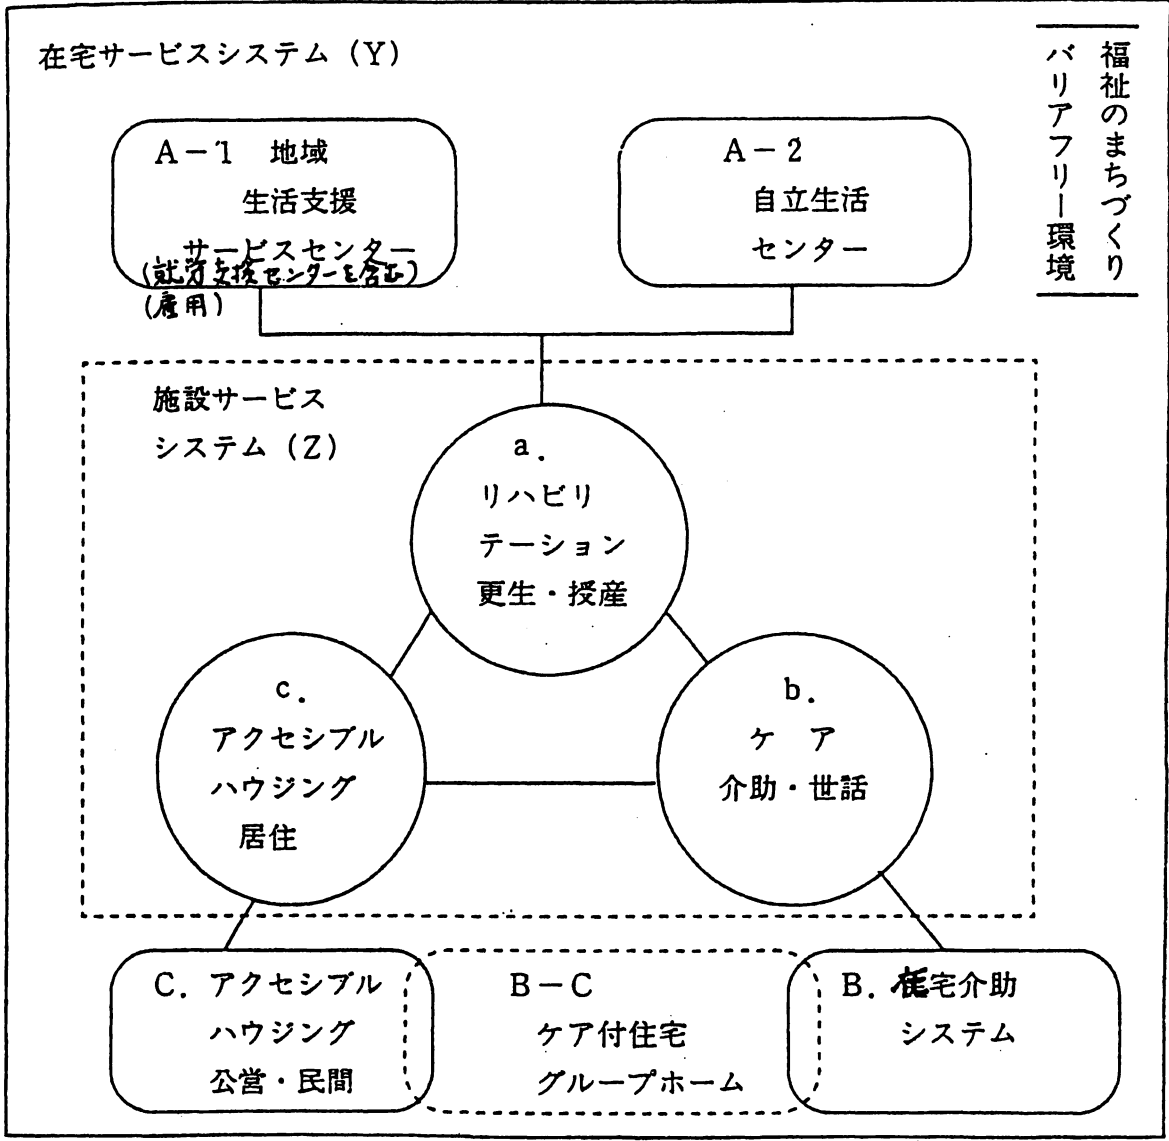 在宅サービスシステム（Y）
福祉のまちづくり
バリアフリー環境
A－1　地域
生活支援
サービスセンター
（就労支援センターを含む）
（雇用）
A－2
自立生活
センター
施設サービス
システム（Z）
a．
リハビリ
テーション
更生・授産
c．
アクセシブル
ハウジング
居住
b．
ケ　ア
介助・世話
C．アクセシブル
ハウジング
公営・民間
B－C
ケア付住宅
グループホーム
B．在宅介助
システム